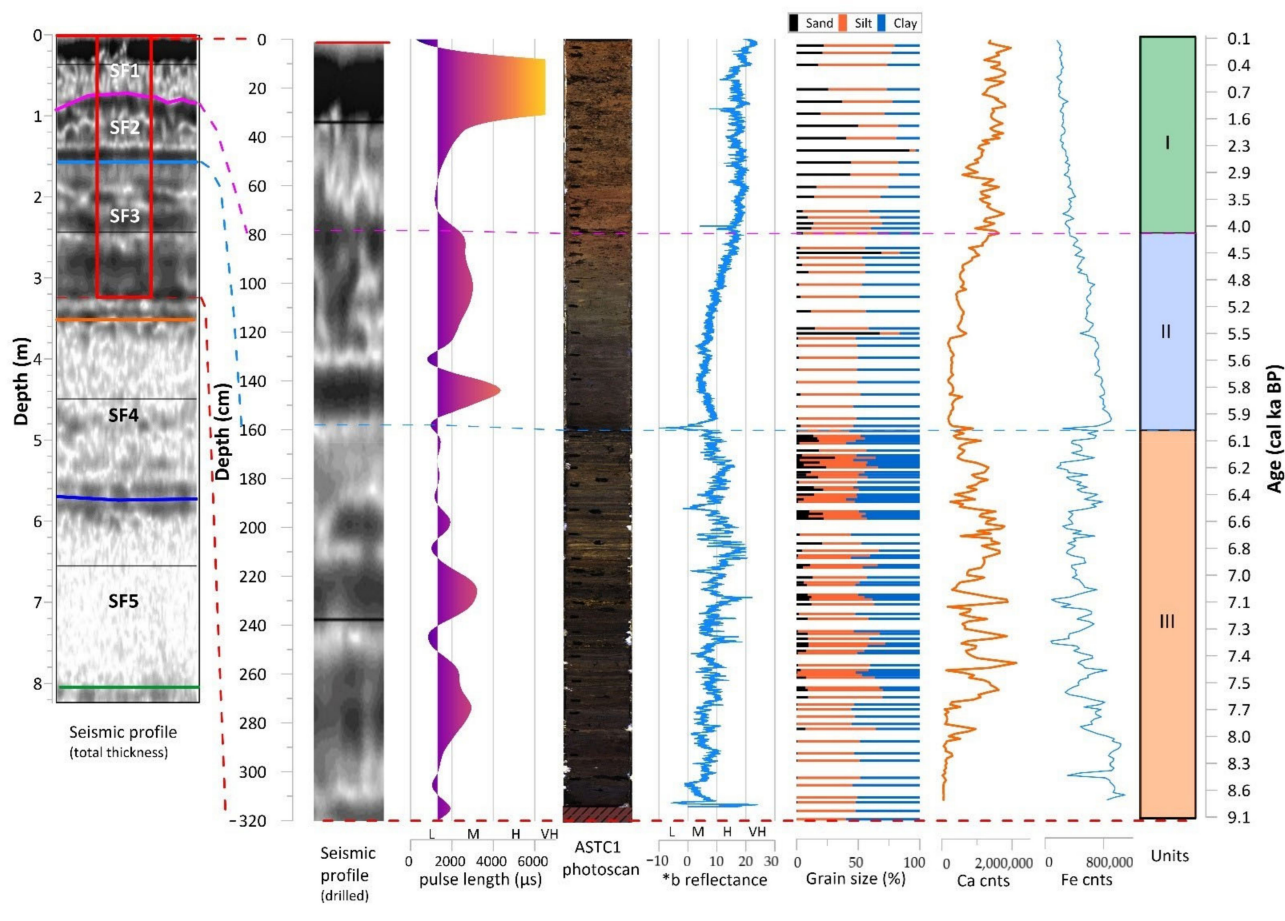 Sand Silt Clay
0
1
2
3
4
5
6
7
8
Depth (m)
SF1
SF2
SF3
SF4
SF5
Seismic profile
(total thickness)
0
20
40
60
80
100
120
140
160
180
200
220
240
260
280
300
-320
Depth (cm)
Seismic
profile
(drilled)
L M H VH
0 2000 4000 6000
pulse length (μs)
ASTC1
photoscan
L M H VH
-10 0 10 20 30
*b reflectance
0 50 100
Grain size (%)
0 2,000,000
Ca cnts
0 800,000
Fe cnts
I
II
III
Units
0.1
0.4
0.7
1.6
2.3
2.9
3.5
4.0
4.5
4.8
5.2
5.5
5.6
5.8
5.9
6.1
6.2
6.4
6.6
6.8
7.0
7.1
7.3
7.4
7.5
7.7
8.0
8.3
8.6
9.1
Age (cal ka BP)